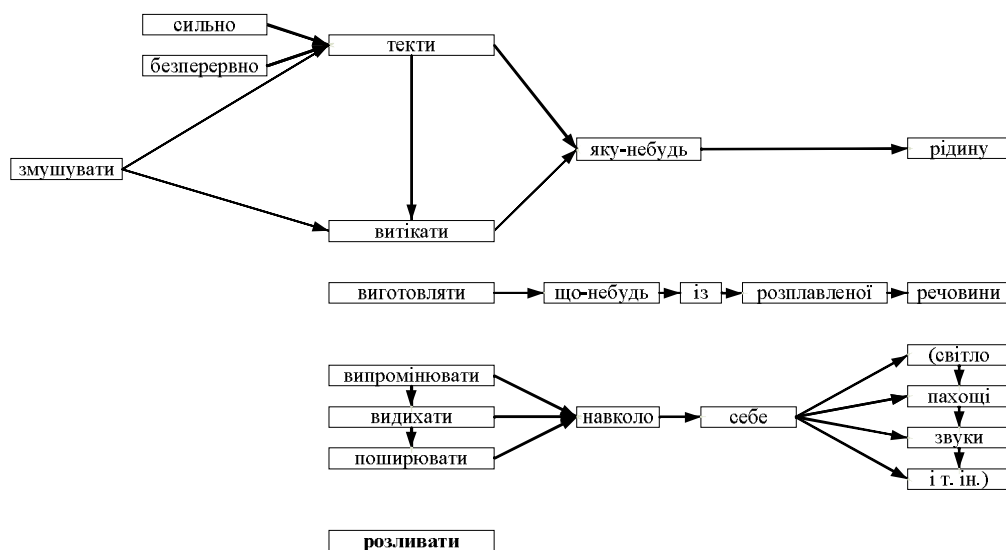 сильно
текти
безперервно
змушувати
яку-небудь
рідину
витікати
виготовляти
що-небудь
із
розплавленої
речовини
(світло
випромінювати
пахощі
видихати
навколо
себе
звуки
поширювати
і т. ін.)
розливати